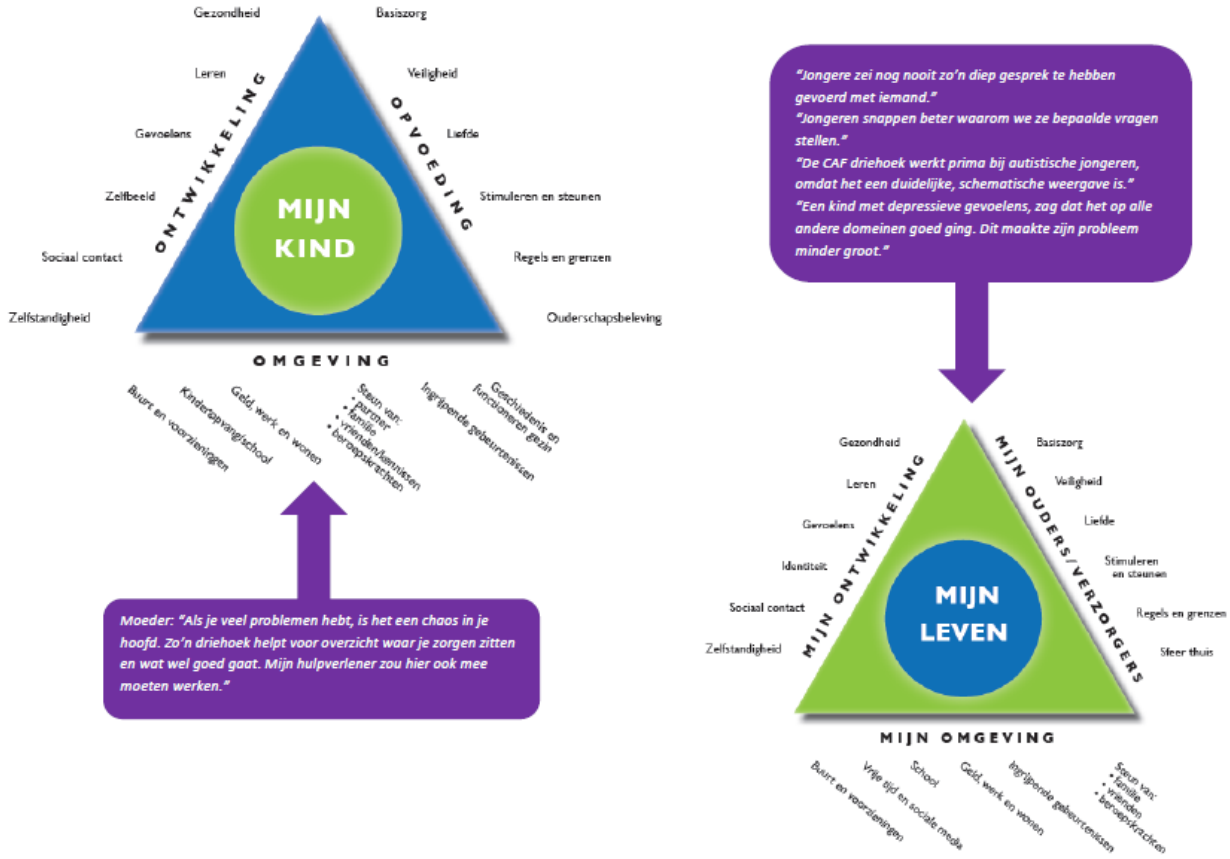 Gezondheid
Leren
Gevoelens
Zelfbeeld
Sociaal contact
Zelfstandigheid
ONTWIKKELING
MIJN
KIND
OPVOEDING
Basiszorg
Veiligheid
Liefde
Stimuleren en steunen
Regels en grenzen
Ouderschapsbeleving
OMGEVING
Buurt en voorzieningen
Kinderopvang/school
Geld, werk en wonen
Steun van:
• partner
• familie
• vrienden/kennissen
• beroepskrachten
Ingrijpende gebeurtenissen
Geschiedenis en
functioneren gezin
Moeder: “Als je veel problemen hebt, is het een chaos in je
hoofd. Zo’n driehoek helpt voor overzicht waar je zorgen zitten
en wat wel goed gaat. Mijn hulpverlener zou hier ook mee
moeten werken.”
“Jongere zei nog nooit zo’n diep gesprek te hebben
gevoerd met iemand.”
“Jongeren snappen beter waarom we ze bepaalde vragen
stellen.”
“De CAF driehoek werkt prima bij autistische jongeren,
omdat het een duidelijke, schematische weergave is.”
“Een kind met depressieve gevoelens, zag dat het op alle
andere domeinen goed ging. Dit maakte zijn probleem
minder groot.”
Gezondheid
Leren
Gevoelens
Identiteit
Sociaal contact
Zelfstandigheid
MIJN ONTWIKKELING
MIJN
LEVEN
MIJN OUDERS/VERZORGERS
Basiszorg
Veiligheid
Liefde
Stimuleren
en steunen
Regels en grenzen
Sfeer thuis
MIJN OMGEVING
Buurt en voorzieningen
Vrije tijd en sociale media
School
Geld, werk en wonen
Ingrijpende gebeurtenissen
Steun van:
• familie
• vrienden
• beroepskrachten